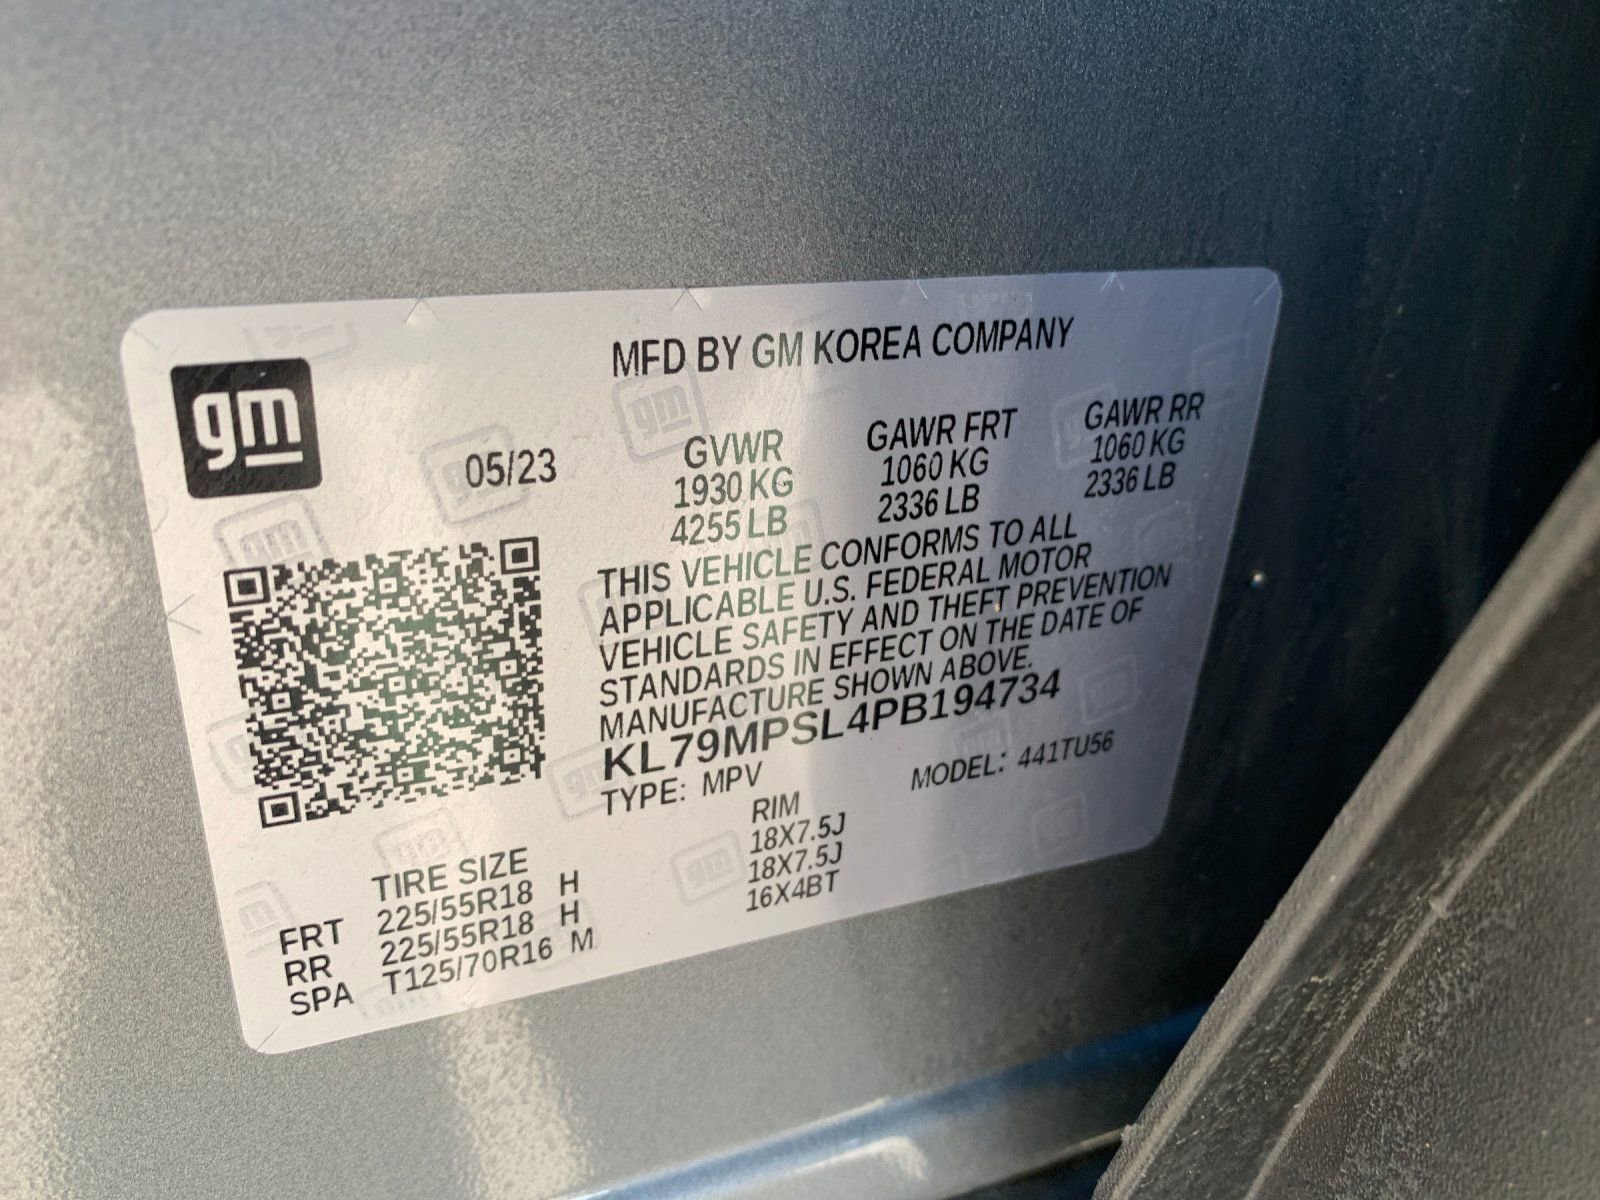 gm
MFD BY GM KOREA COMPANY
05/23
GVWR GAWR FRT GAWR RR
1930 KG 1060 KG 1060 KG
4255 LB 2336 LB 2336 LB
THIS VEHICLE CONFORMS TO ALL
APPLICABLE U.S. FEDERAL MOTOR
VEHICLE SAFETY AND THEFT PREVENTION
STANDARDS IN EFFECT ON THE DATE OF
MANUFACTURE SHOWN ABOVE.
KL79MPSL4PB194734
TYPE: MPV MODEL: 441TU56
TIRE SIZE RIM
FRT 225/55R18 H 18X7.5J
RR 225/55R18 H 18X7.5J
SPA T125/70R16 M 16X4BT